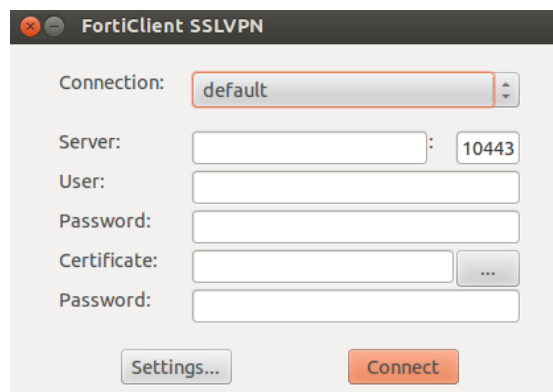 FortiClient SSLVPN
Connection: default
Server: : 10443
User:
Password:
Certificate: ...
Password:
Settings... Connect